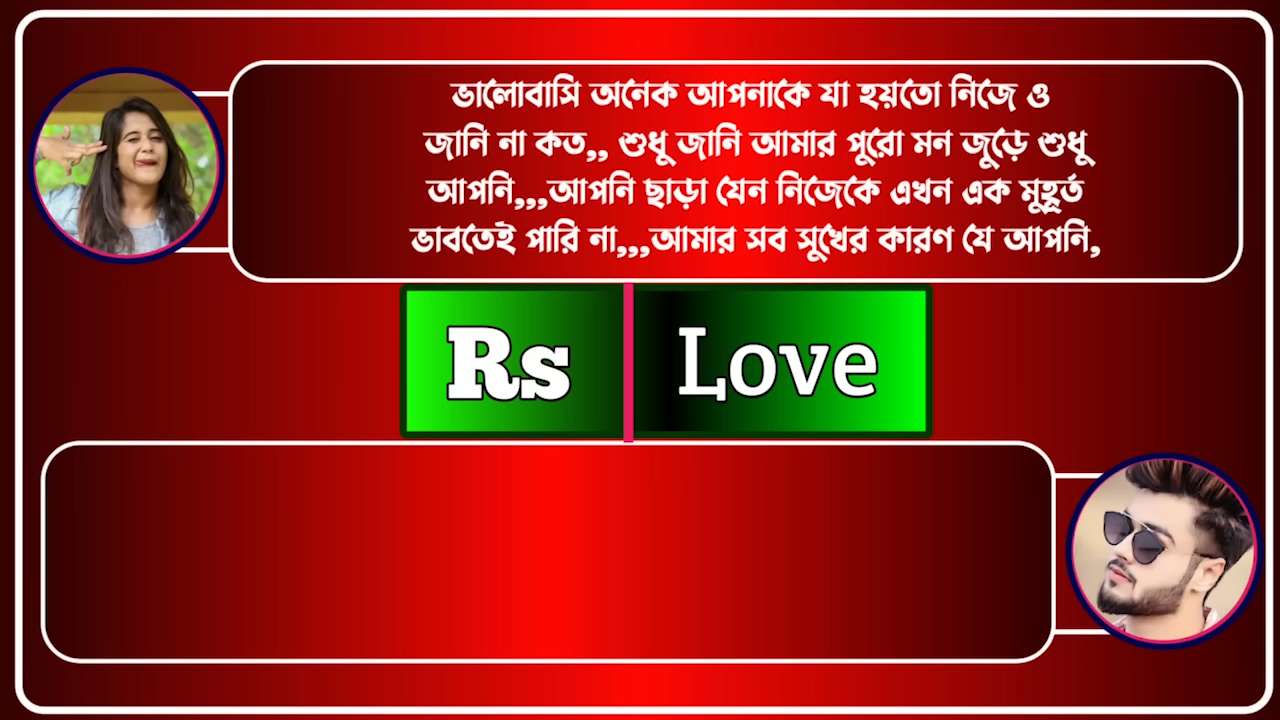 ভালোবাসি অনেক আপনাকে যা হয়তো নিজে ও
জানি না কত,, শুধু জানি আমার পুরো মন জুড়ে শুধু
আপনি,,,আপনি ছাড়া যেন নিজেকে এখন এক মুহূর্ত
ভাবতেই পারি না,,,আমার সব সুখের কারণ যে আপনি,
Rs Love